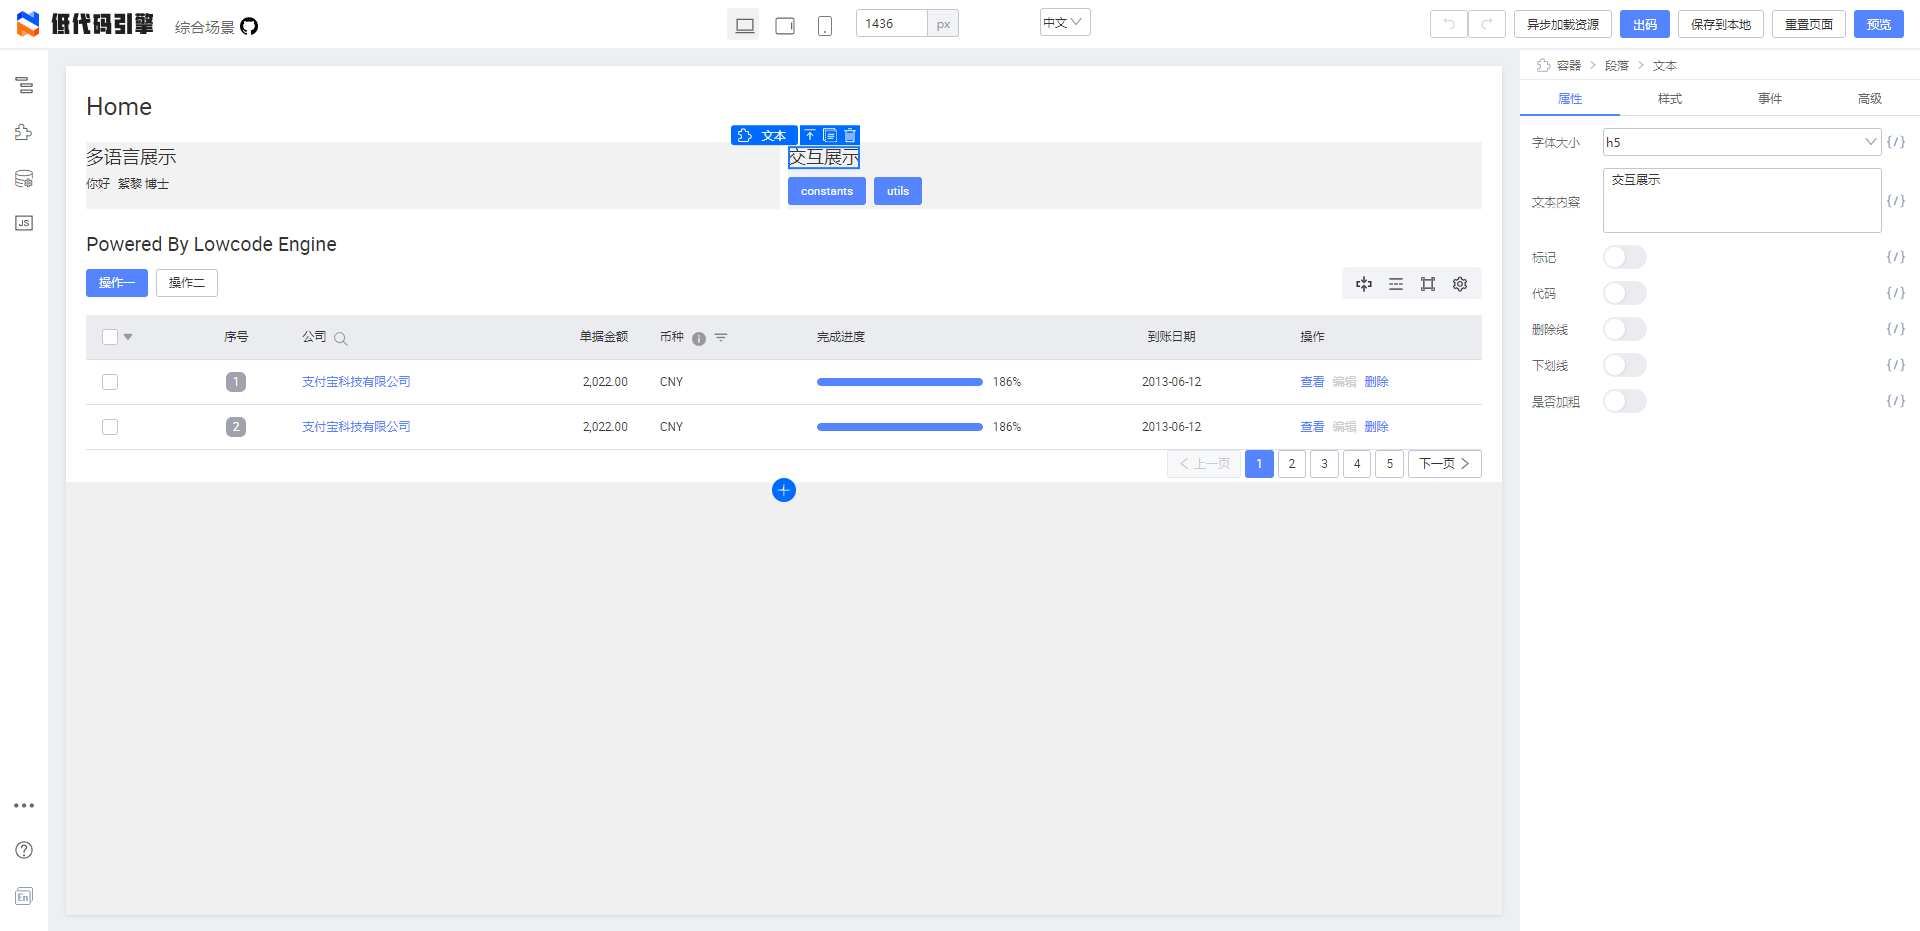 低代码引擎 综合场景 1436 px 中文 异步加载资源 出码 保存到本地 重置页面 预览
容器 > 段落 > 文本
属性 样式 事件 高级
Home
文本
多语言展示
你好 絮黎 博士
交互展示
constants utils
Powered By Lowcode Engine
操作一 操作二
序号 公司 单据金额 币种 完成进度 到账日期 操作
1 支付宝科技有限公司 2,022.00 CNY 186% 2013-06-12 查看 编辑 删除
2 支付宝科技有限公司 2,022.00 CNY 186% 2013-06-12 查看 编辑 删除
上一页 1 2 3 4 5 下一页
字体大小 h5 {/}
文本内容 交互展示 {/}
标记 {/}
代码 {/}
删除线 {/}
下划线 {/}
是否加粗 {/}
JS
En